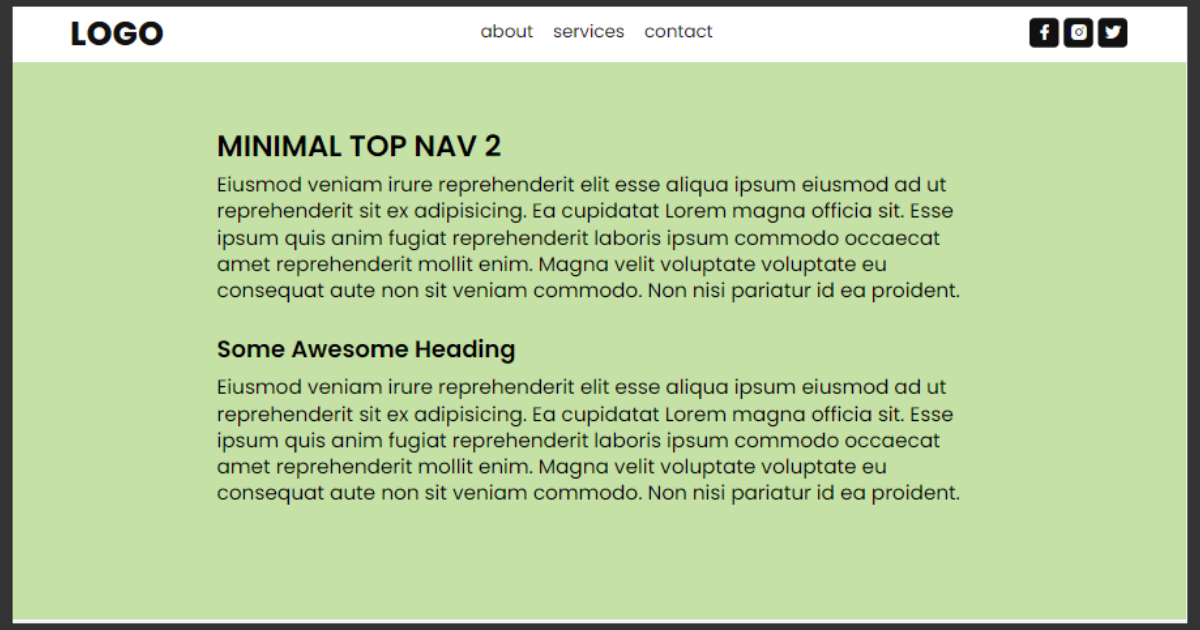 LOGO
about services contact
MINIMAL TOP NAV 2
Eiusmod veniam irure reprehenderit elit esse aliqua ipsum eiusmod ad ut
reprehenderit sit ex adipisicing. Ea cupidatat Lorem magna officia sit. Esse
ipsum quis anim fugiat reprehenderit laboris ipsum commodo occaecat
amet reprehenderit mollit enim. Magna velit voluptate voluptate eu
consequat aute non sit veniam commodo. Non nisi pariatur id ea proident.
Some Awesome Heading
Eiusmod veniam irure reprehenderit elit esse aliqua ipsum eiusmod ad ut
reprehenderit sit ex adipisicing. Ea cupidatat Lorem magna officia sit. Esse
ipsum quis anim fugiat reprehenderit laboris ipsum commodo occaecat
amet reprehenderit mollit enim. Magna velit voluptate voluptate eu
consequat aute non sit veniam commodo. Non nisi pariatur id ea proident.